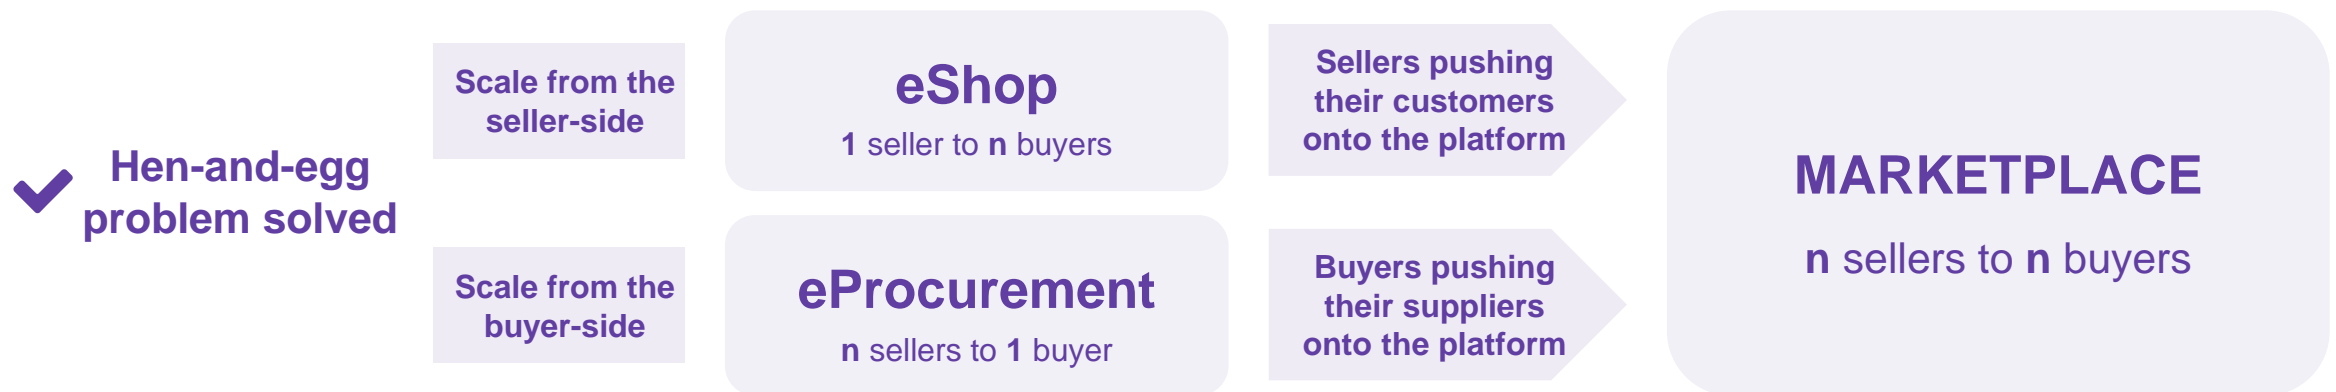 Hen-and-egg
problem solved
Scale from the
seller-side
eShop
1 seller to n buyers
Sellers pushing
their customers
onto the platform
Scale from the
buyer-side
eProcurement
n sellers to 1 buyer
Buyers pushing
their suppliers
onto the platform
MARKETPLACE
n sellers to n buyers